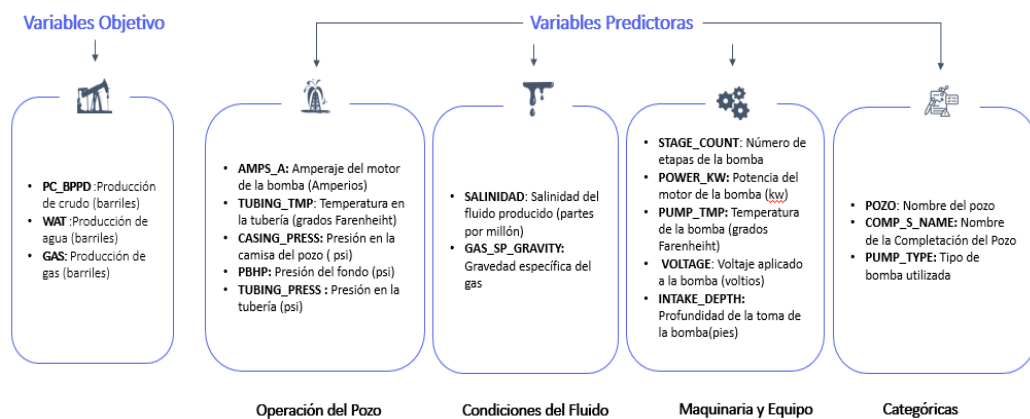 Variables Objetivo
Variables Predictoras
• PC_BPPD :Producción
de crudo (barriles)
• WAT :Producción de
agua (barriles)
• GAS: Producción de
gas (barriles)
• AMPS_A: Amperaje del motor
de la bomba (Amperios)
• TUBING_TMP: Temperatura en
la tubería (grados Farenheiht)
• CASING_PRESS: Presión en la
camisa del pozo ( psi)
• PBHP: Presión del fondo (psi)
• TUBING_PRESS : Presión en la
tubería (psi)
• SALINIDAD: Salinidad del
fluido producido (partes
por millón)
• GAS_SP_GRAVITY:
Gravedad específica del
gas
• STAGE_COUNT: Número de
etapas de la bomba
• POWER_KW: Potencia del
motor de la bomba (kw)
• PUMP_TMP: Temperatura de
la bomba (grados
Farenheiht)
• VOLTAGE: Voltaje aplicado
a la bomba (voltios)
• INTAKE_DEPTH:
Profundidad de la toma de
la bomba(pies)
• POZO: Nombre del pozo
• COMP_S_NAME: Nombre
de la Completación del Pozo
• PUMP_TYPE: Tipo de
bomba utilizada
Operación del Pozo
Condiciones del Fluido
Maquinaria y Equipo
Categóricas